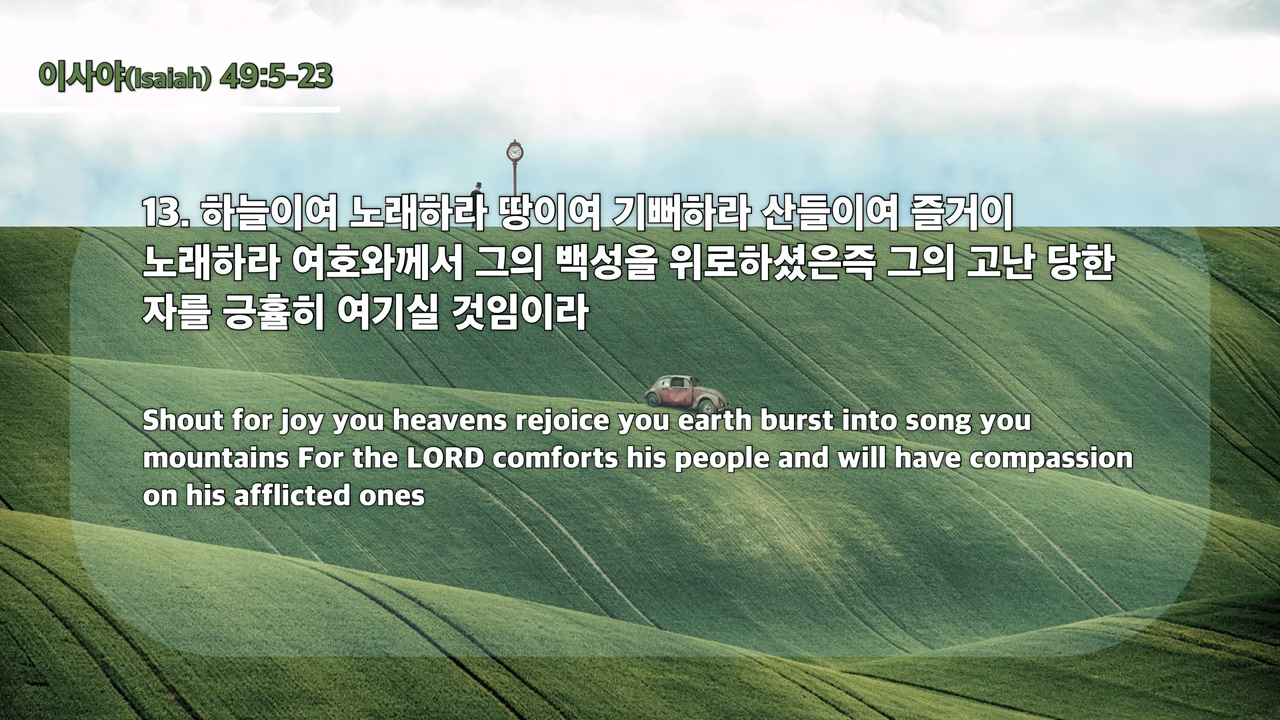 이사야(Isaiah) 49:5-23
13. 하늘이여 노래하라 땅이여 기뻐하라 산들이여 즐거이
노래하라 여호와께서 그의 백성을 위로하셨은즉 그의 고난 당한
자를 긍휼히 여기실 것임이라
Shout for joy you heavens rejoice you earth burst into song you
mountains For the LORD comforts his people and will have compassion
on his afflicted ones